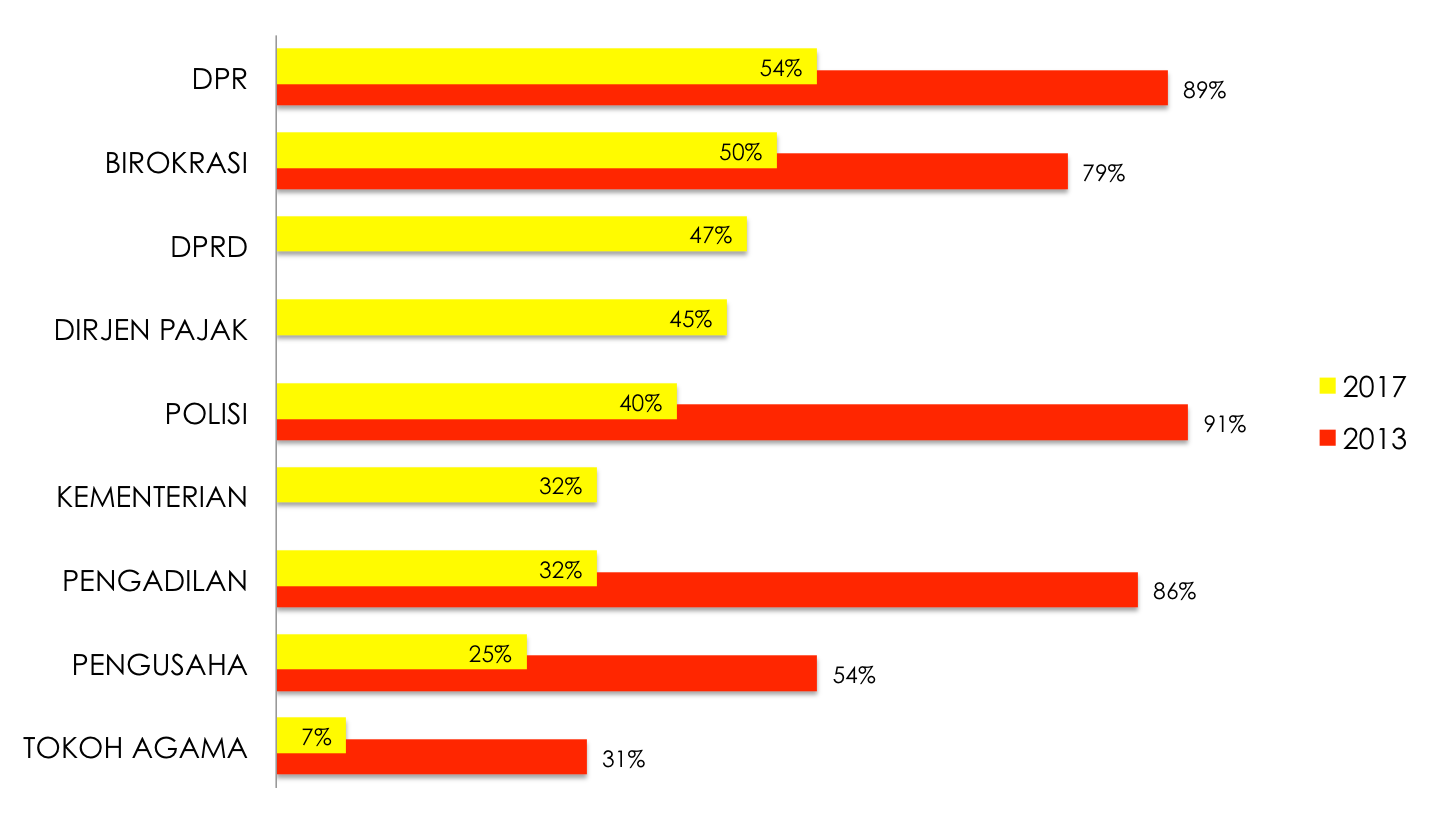 DPR
54%
89%
BIROKRASI
50%
79%
DPRD
47%
DIRJEN PAJAK
45%
POLISI
40%
91%
KEMENTERIAN
32%
PENGADILAN
32%
86%
PENGUSAHA
25%
54%
TOKOH AGAMA
7%
31%
2017
2013